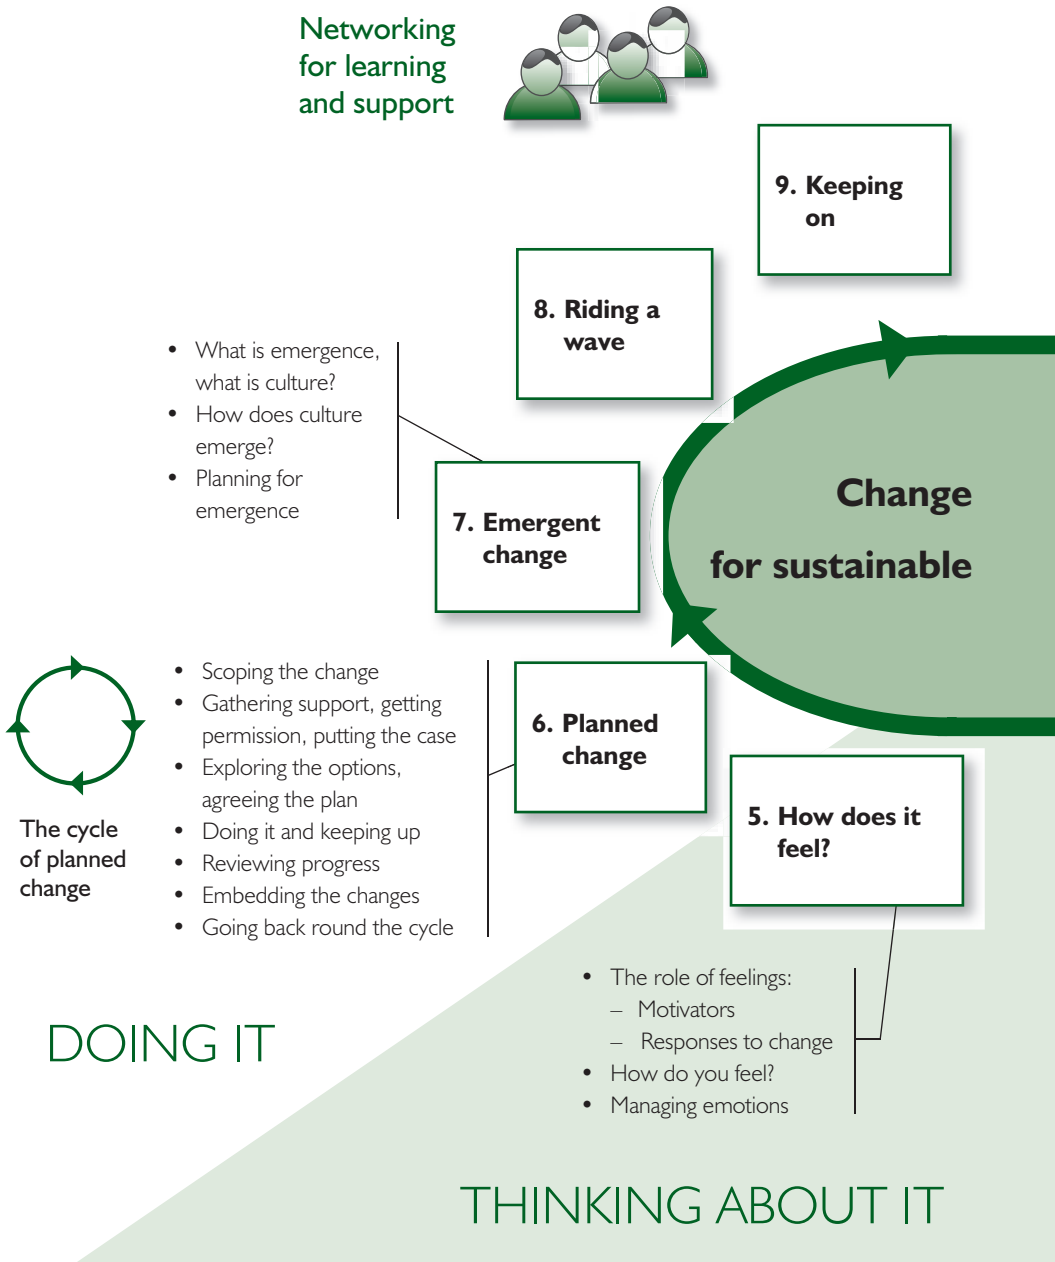 Networking
for learning
and support
9. Keeping
on
8. Riding a
wave
• What is emergence,
what is culture?
• How does culture
emerge?
• Planning for
emergence
7. Emergent
change
Change
for sustainable
The cycle
of planned
change
• Scoping the change
• Gathering support, getting
permission, putting the case
• Exploring the options,
agreeing the plan
• Doing it and keeping up
• Reviewing progress
• Embedding the changes
• Going back round the cycle
6. Planned
change
5. How does it
feel?
• The role of feelings:
– Motivators
– Responses to change
• How do you feel?
• Managing emotions
DOING IT
THINKING ABOUT IT